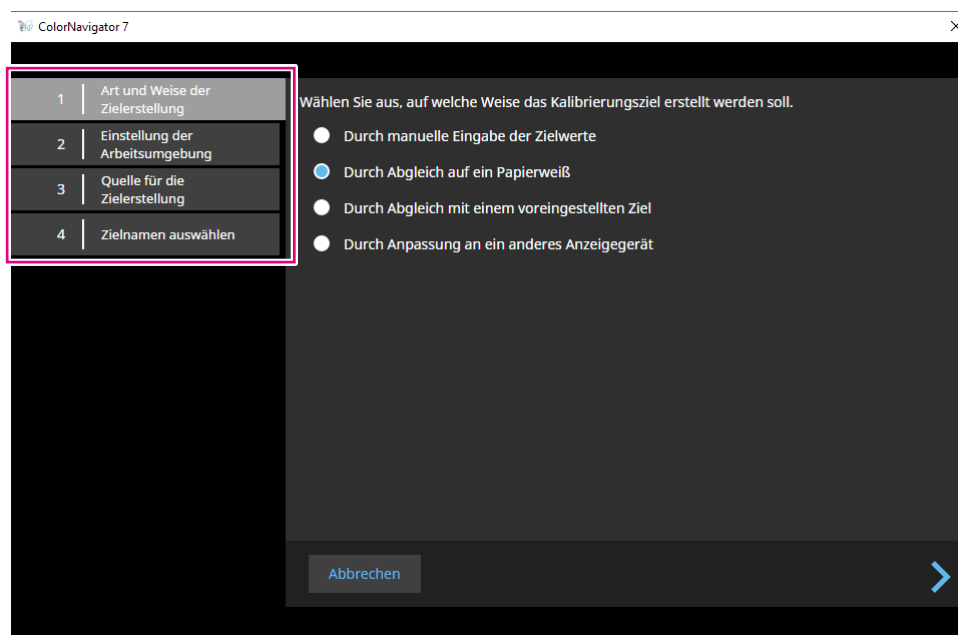 ColorNavigator 7
1
Art und Weise der
Zielerstellung
2
Einstellung der
Arbeitsumgebung
3
Quelle für die
Zielerstellung
4
Zielnamen auswählen
Wählen Sie aus, auf welche Weise das Kalibrierungsziel erstellt werden soll.
Durch manuelle Eingabe der Zielwerte
Durch Abgleich auf ein Papierweiß
Durch Abgleich mit einem voreingestellten Ziel
Durch Anpassung an ein anderes Anzeigegerät
Abbrechen